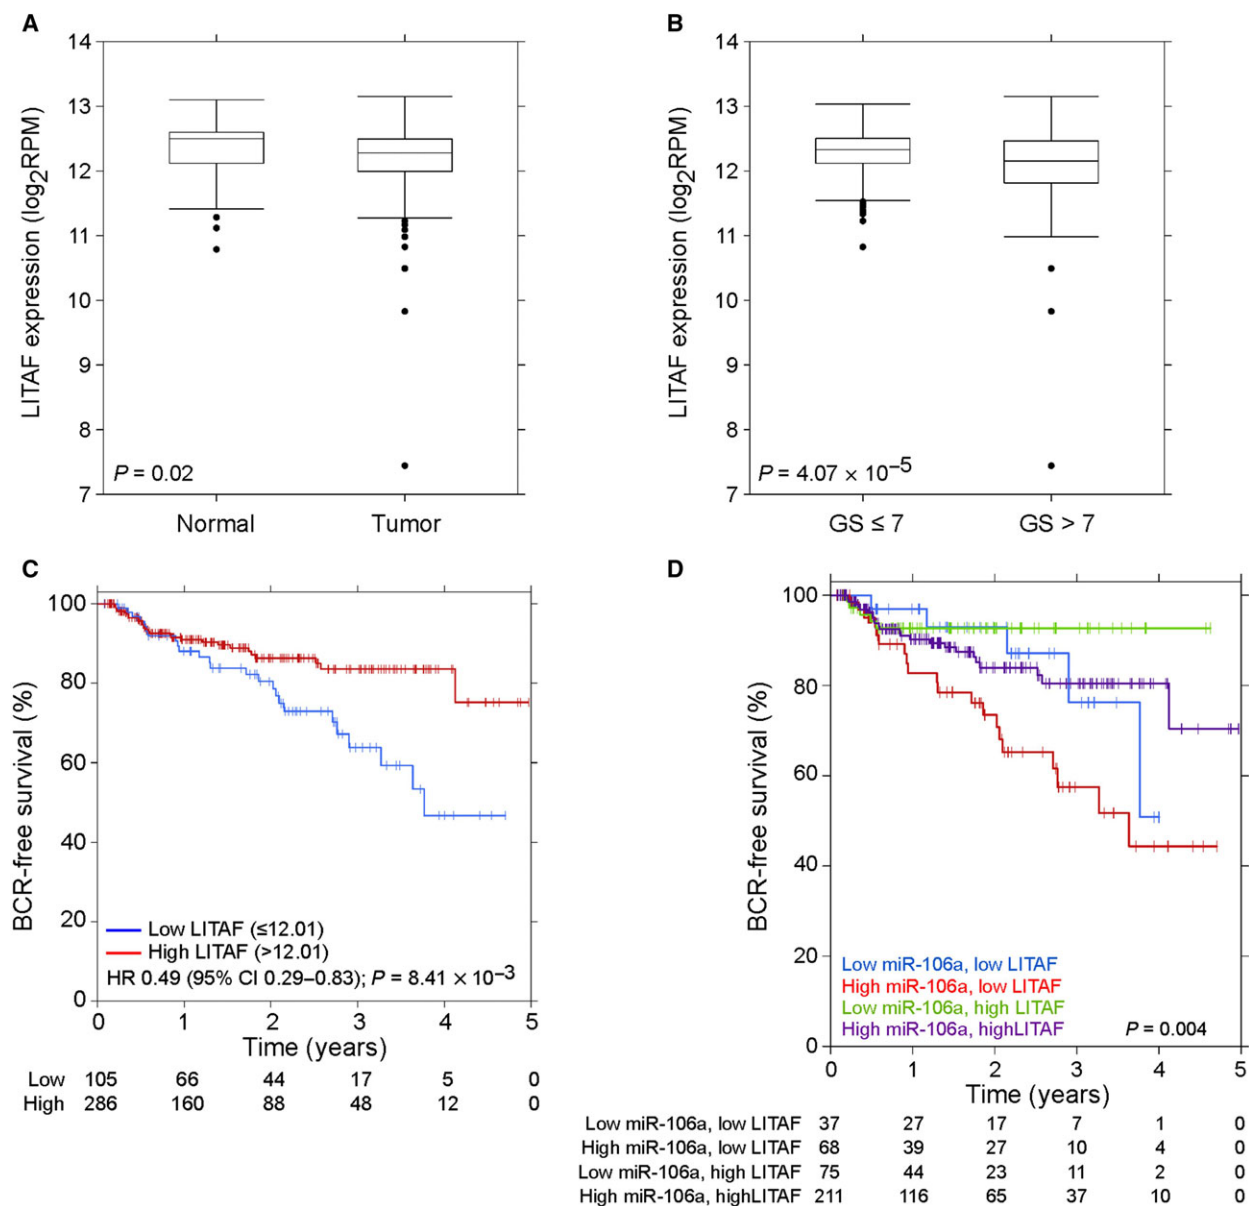 A
14
13
12
11
10
9
8
7
LITAF expression (log2RPM)
P = 0.02
Normal Tumor
B
14
13
12
11
10
9
8
7
LITAF expression (log2RPM)
P = 4.07 × 10−5
GS ≤ 7 GS > 7
C
100
80
60
40
20
0
BCR-free survival (%)
Low LITAF (≤12.01)
High LITAF (>12.01)
HR 0.49 (95% CI 0.29–0.83); P = 8.41 × 10−3
0 1 2 3 4 5
Time (years)
Low 105 66 44 17 5 0
High 286 160 88 48 12 0
D
100
80
60
40
20
0
BCR-free survival (%)
Low miR-106a, low LITAF
High miR-106a, low LITAF
Low miR-106a, high LITAF
High miR-106a, highLITAF
P = 0.004
0 1 2 3 4 5
Time (years)
Low miR-106a, low LITAF 37 27 17 7 1 0
High miR-106a, low LITAF 68 39 27 10 4 0
Low miR-106a, high LITAF 75 44 23 11 2 0
High miR-106a, highLITAF 211 116 65 37 10 0